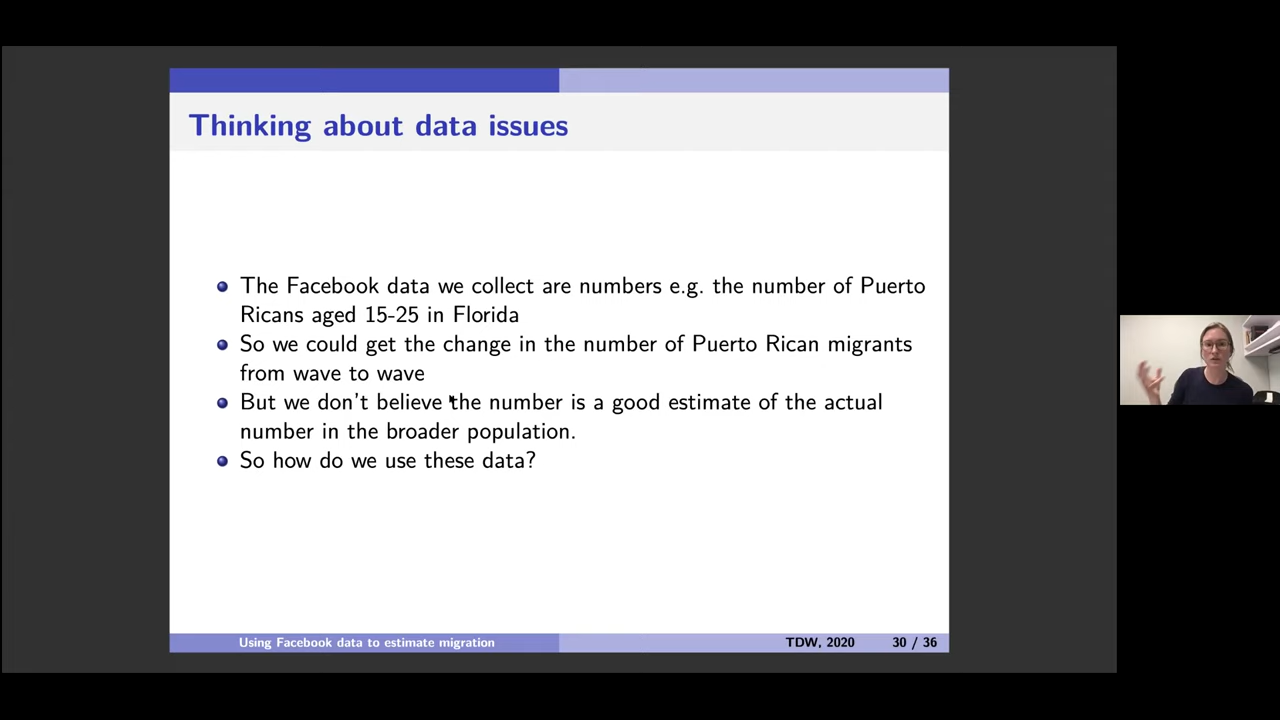 Thinking about data issues
The Facebook data we collect are numbers e.g. the number of Puerto
Ricans aged 15-25 in Florida
So we could get the change in the number of Puerto Rican migrants
from wave to wave
But we don't believe the number is a good estimate of the actual
number in the broader population.
So how do we use these data?
Using Facebook data to estimate migration
TDW, 2020
30 / 36